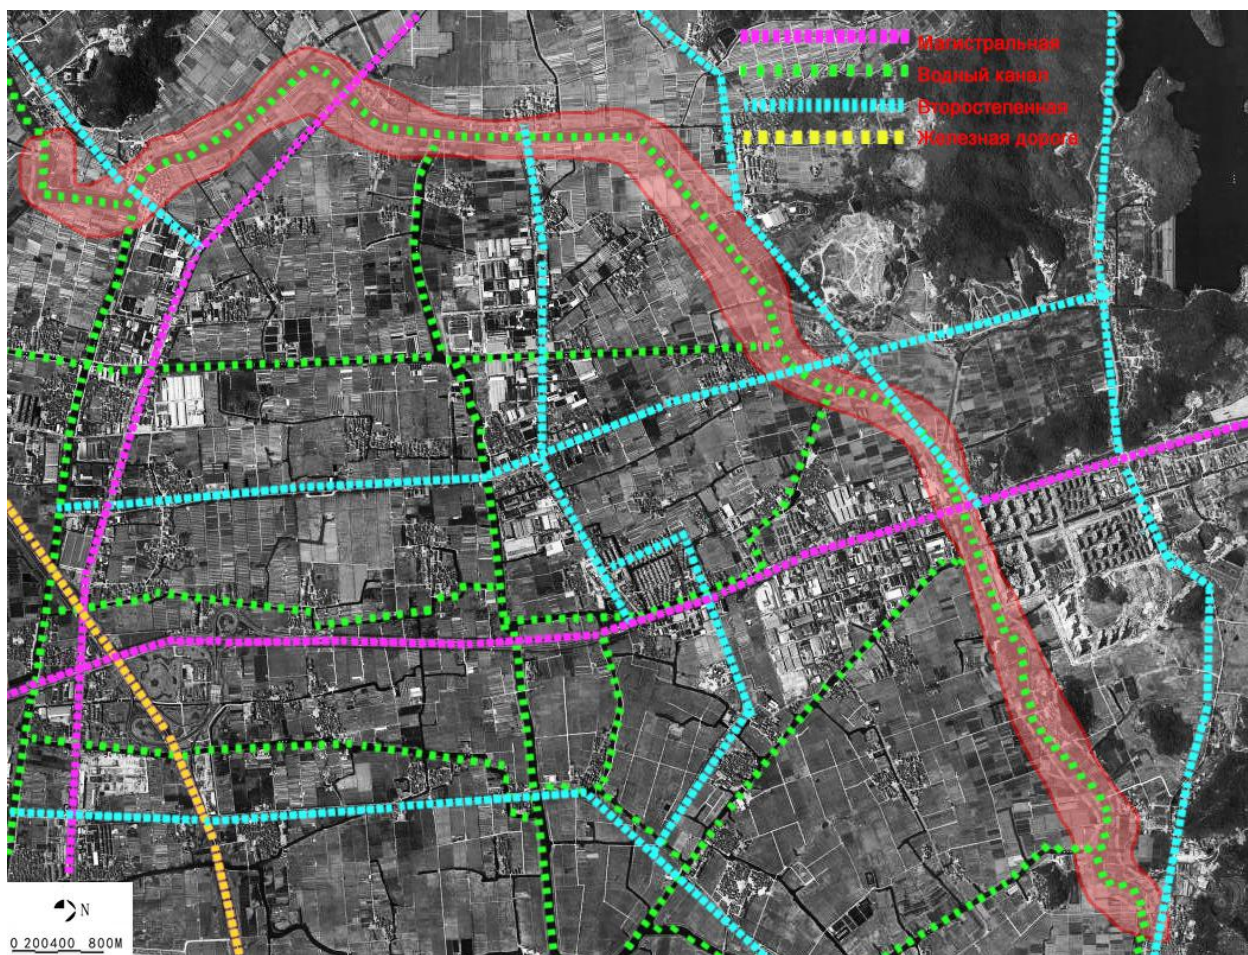 Магистральная
Водный канал
Второстепенная
Железная дорога
N
0 200400 800M